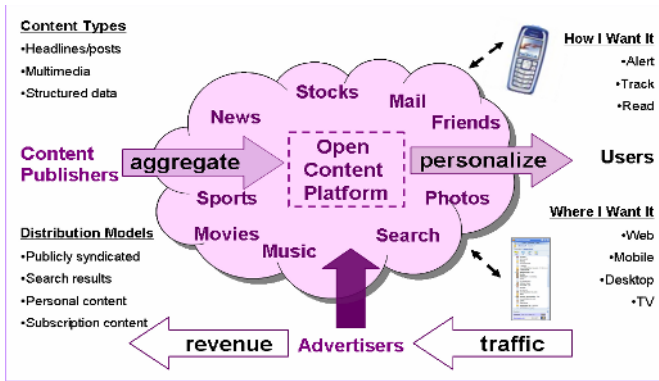 Content Types
•Headlines/posts
•Multimedia
•Structured data
Content
Publishers
Distribution Models
•Publicly syndicated
•Search results
•Personal content
•Subscription content
aggregate
News
Stocks
Mail
Friends
Open
Content
Platform
Sports
Movies
Music
Search
Photos
personalize
How I Want It
•Alert
•Track
•Read
Users
Where I Want It
•Web
•Mobile
•Desktop
•TV
revenue
Advertisers
traffic